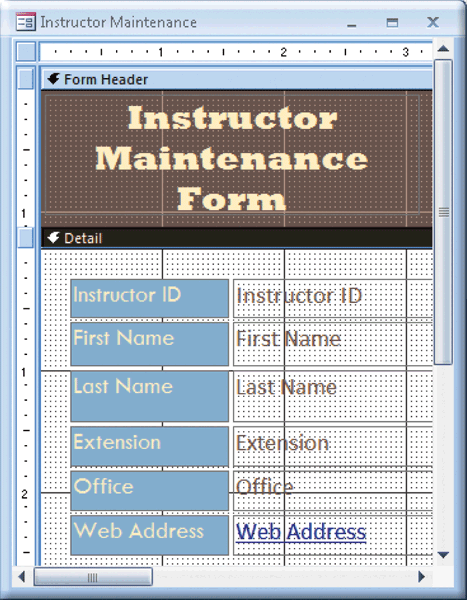 Instructor Maintenance
1 2 3
Form Header
Instructor
Maintenance
Form
1
Detail
Instructor ID Instructor ID
First Name First Name
1
Last Name Last Name
Extension Extension
Office Office
2
Web Address Web Address